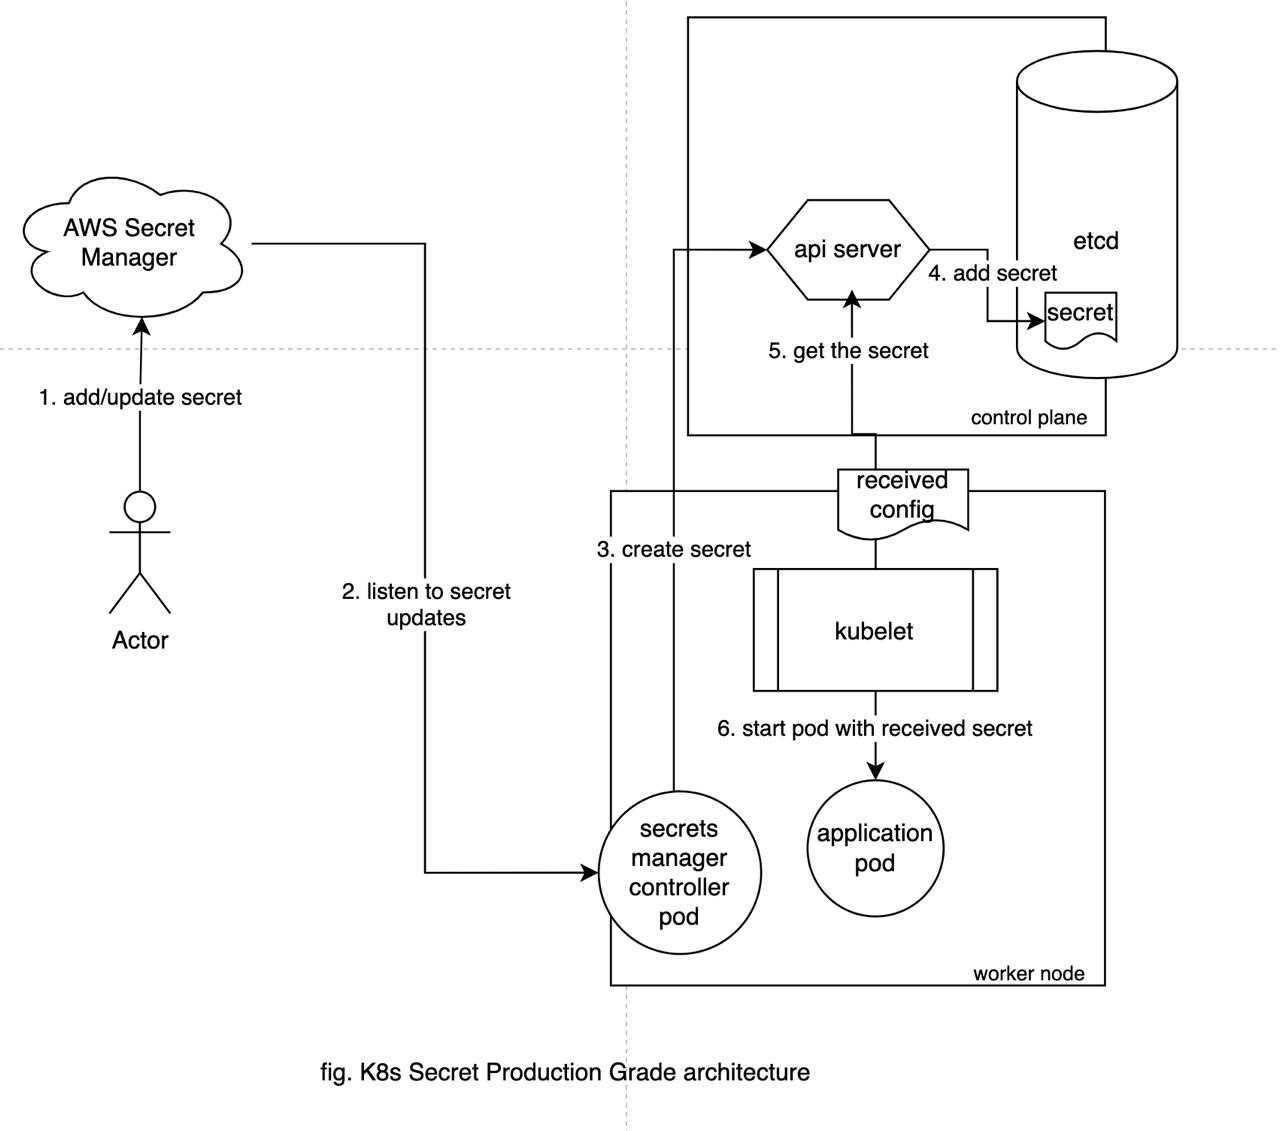 AWS Secret
Manager
1. add/update secret
Actor
2. listen to secret
updates
api server
etcd
4. add secret
secret
5. get the secret
control plane
received
config
3. create secret
kubelet
6. start pod with received secret
secrets
manager
controller
pod
application
pod
worker node
fig. K8s Secret Production Grade architecture